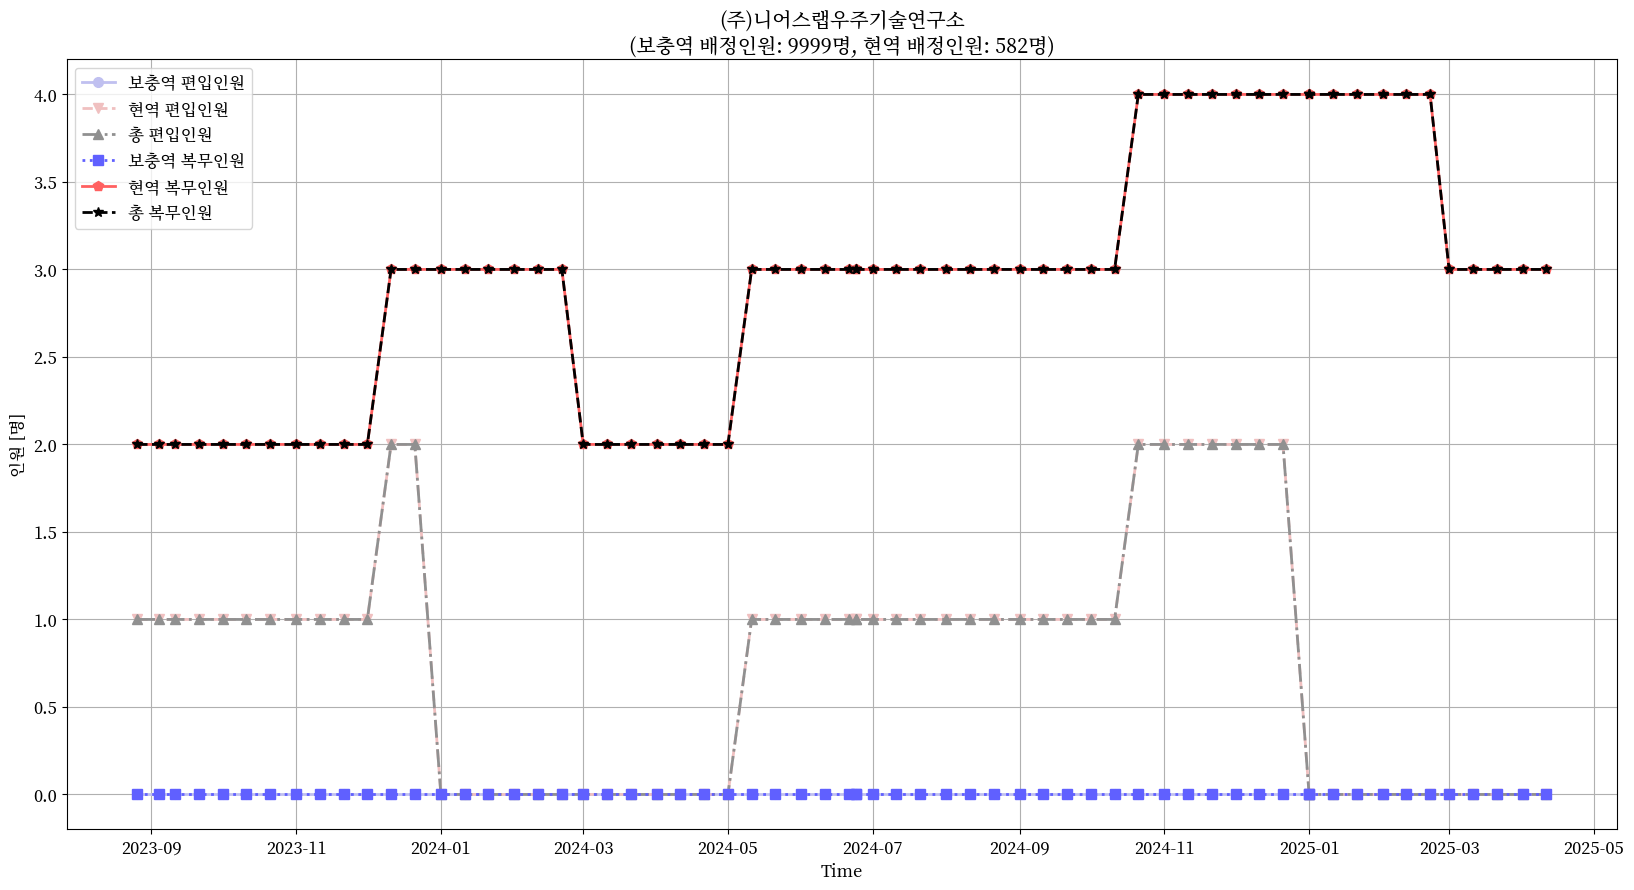 (주)니어스랩우주기술연구소
(보충역 배정인원: 9999명, 현역 배정인원: 582명)
보충역 편입인원
현역 편입인원
총 편입인원
보충역 복무인원
현역 복무인원
총 복무인원
인원 [명]
4.0
3.5
3.0
2.5
2.0
1.5
1.0
0.5
0.0
2023-09 2023-11 2024-01 2024-03 2024-05 2024-07 2024-09 2024-11 2025-01 2025-03 2025-05
Time